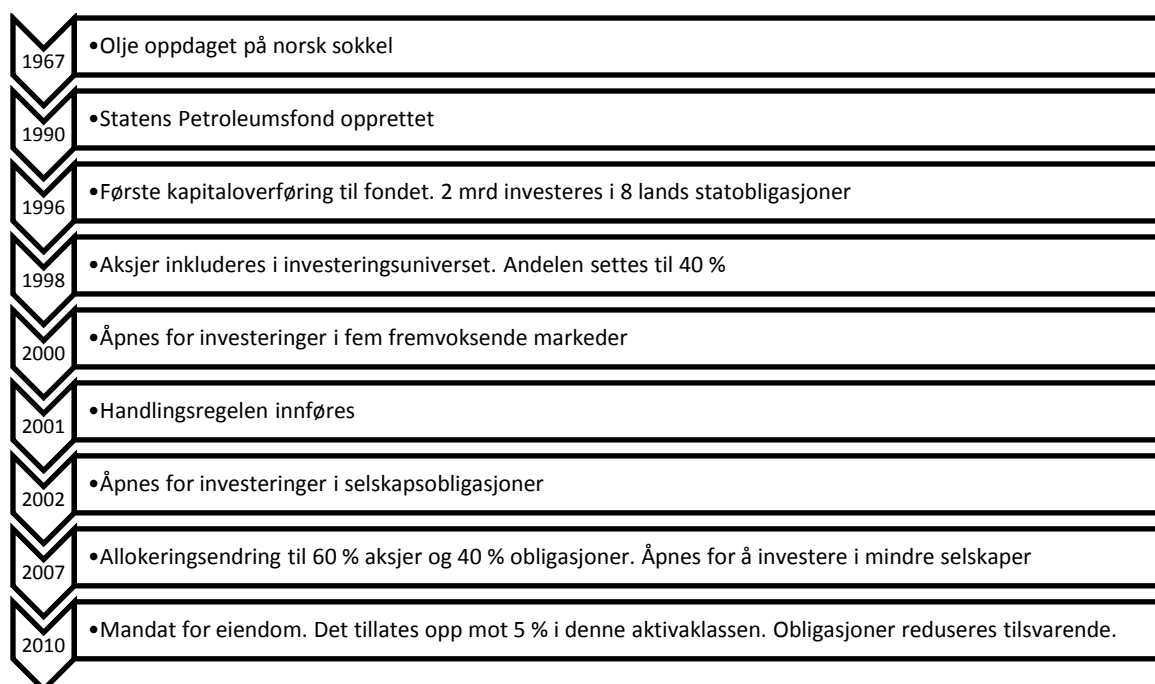 1967
•Olje oppdaget på norsk sokkel
1990
•Statens Petroleumsfond opprettet
1996
•Første kapitaloverføring til fondet. 2 mrd investeres i 8 lands statobligasjoner
1998
•Aksjer inkluderes i investeringsuniverset. Andelen settes til 40 %
2000
•Åpnes for investeringer i fem fremvoksende markeder
2001
•Handlingsregelen innføres
2002
•Åpnes for investeringer i selskapsobligasjoner
2007
•Allokeringsendring til 60 % aksjer og 40 % obligasjoner. Åpnes for å investere i mindre selskaper
2010
•Mandat for eiendom. Det tillates opp mot 5 % i denne aktivaklassen. Obligasjoner reduseres tilsvarende.